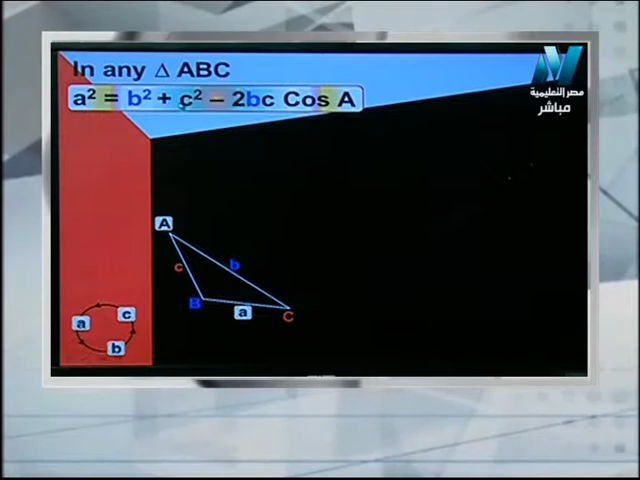 In any △ ABC
a² = b² + c² – 2bc Cos A
مصر التعليمية
مباشر
A
c
b
B
a
C
c
a
b